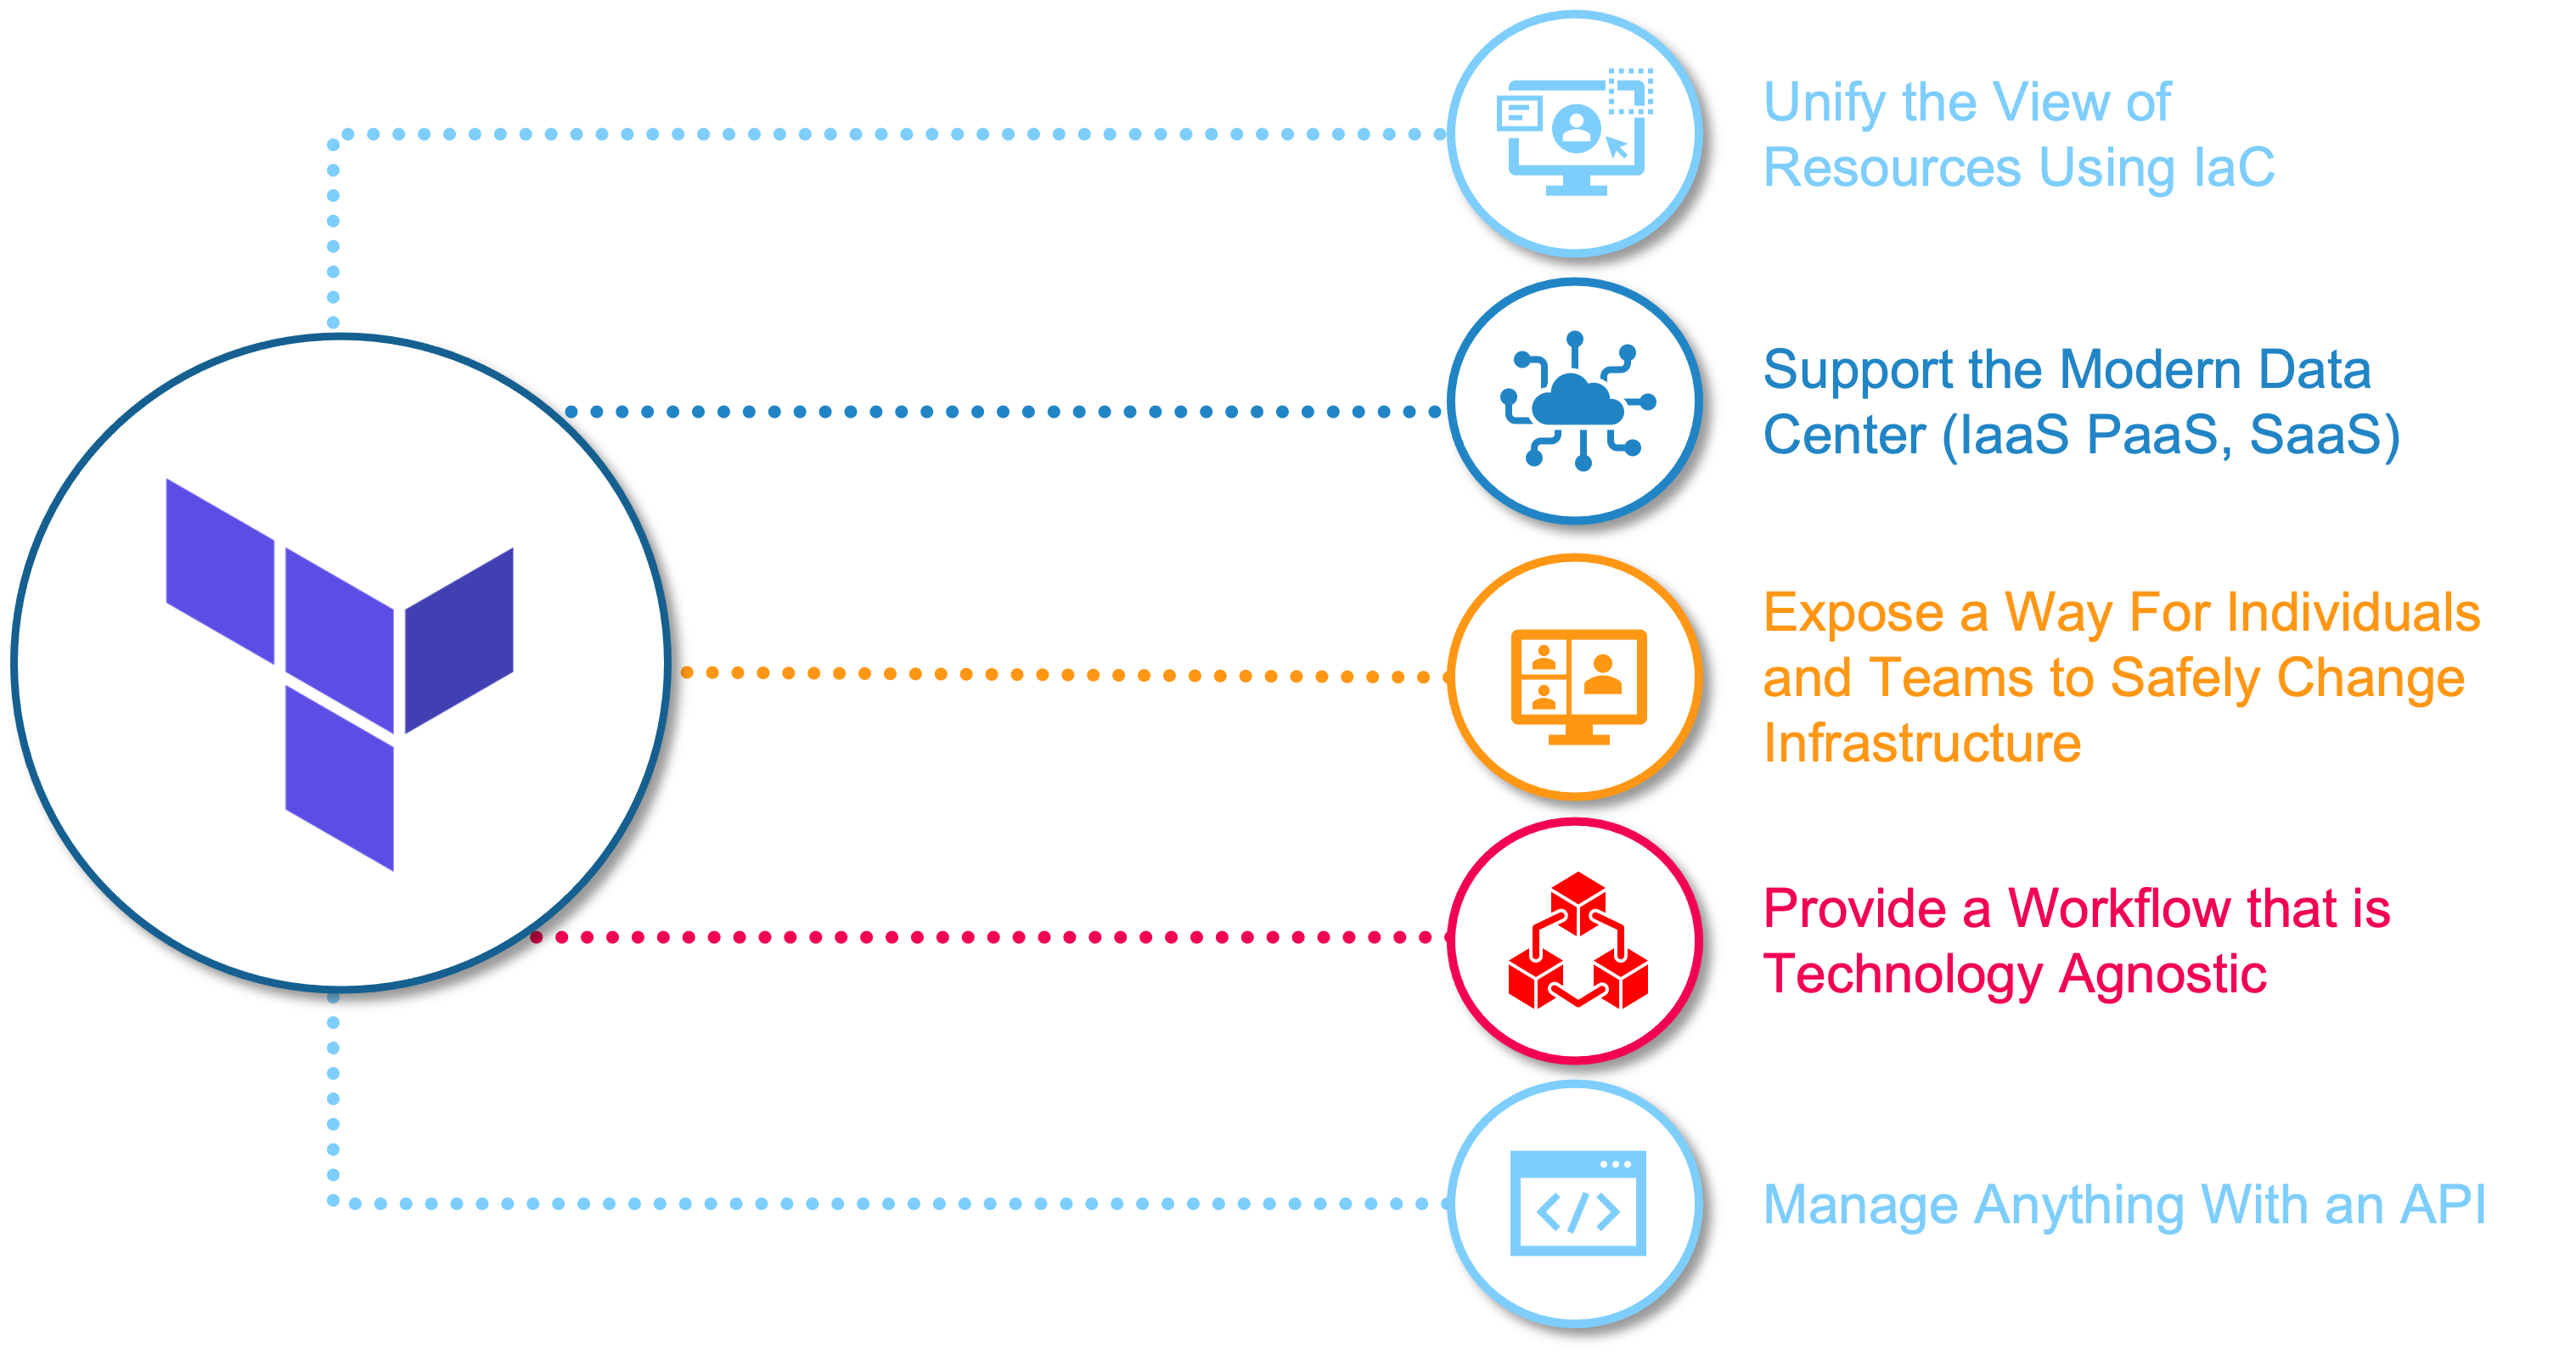 Unify the View of
Resources Using IaC
Support the Modern Data
Center (IaaS PaaS, SaaS)
Expose a Way For Individuals
and Teams to Safely Change
Infrastructure
Provide a Workflow that is
Technology Agnostic
Manage Anything With an API